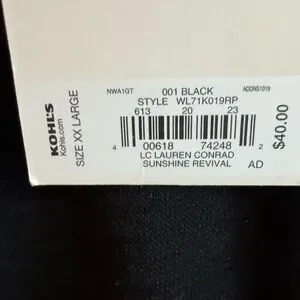 KOHL'S
Kohls.com
SIZE XX LARGE
NWA1GT 001 BLACK ADDNS1019
STYLE WL71K019RP
613 20 23
4 00618 74248 2
LC LAUREN CONRAD
SUNSHINE REVIVAL AD
$40.00